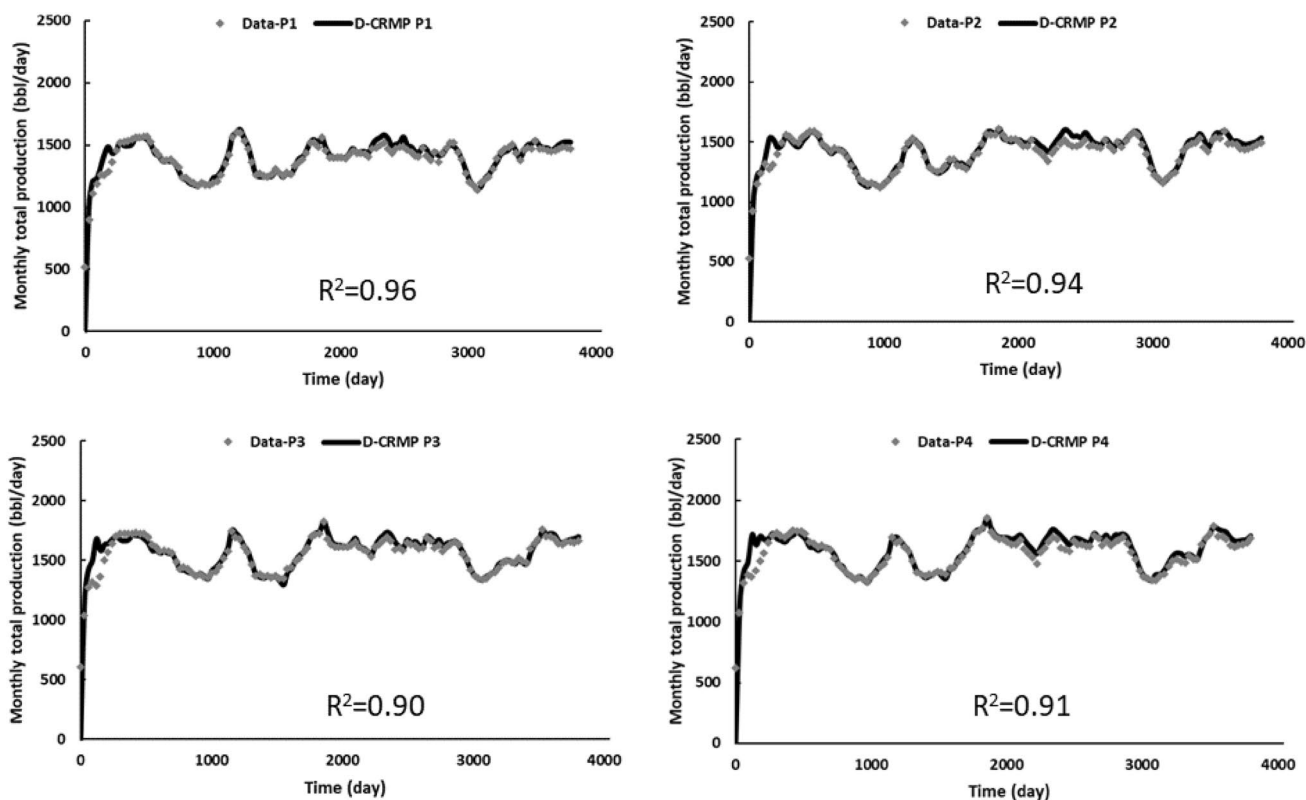 Data-P1 D-CRMP P1
2500
2000
1500
1000
500
0
Monthly total production (bbl/day)
R²=0.96
0 1000 2000 3000 4000
Time (day)
Data-P2 D-CRMP P2
2500
2000
1500
1000
500
0
Monthly total production (bbl/day)
R²=0.94
0 1000 2000 3000 4000
Time (day)
Data-P3 D-CRMP P3
2500
2000
1500
1000
500
0
Monthly total production (bbl/day)
R²=0.90
0 1000 2000 3000 4000
Time (day)
Data-P4 D-CRMP P4
2500
2000
1500
1000
500
0
Monthly total production (bbl/day)
R²=0.91
0 1000 2000 3000 4000
Time (day)